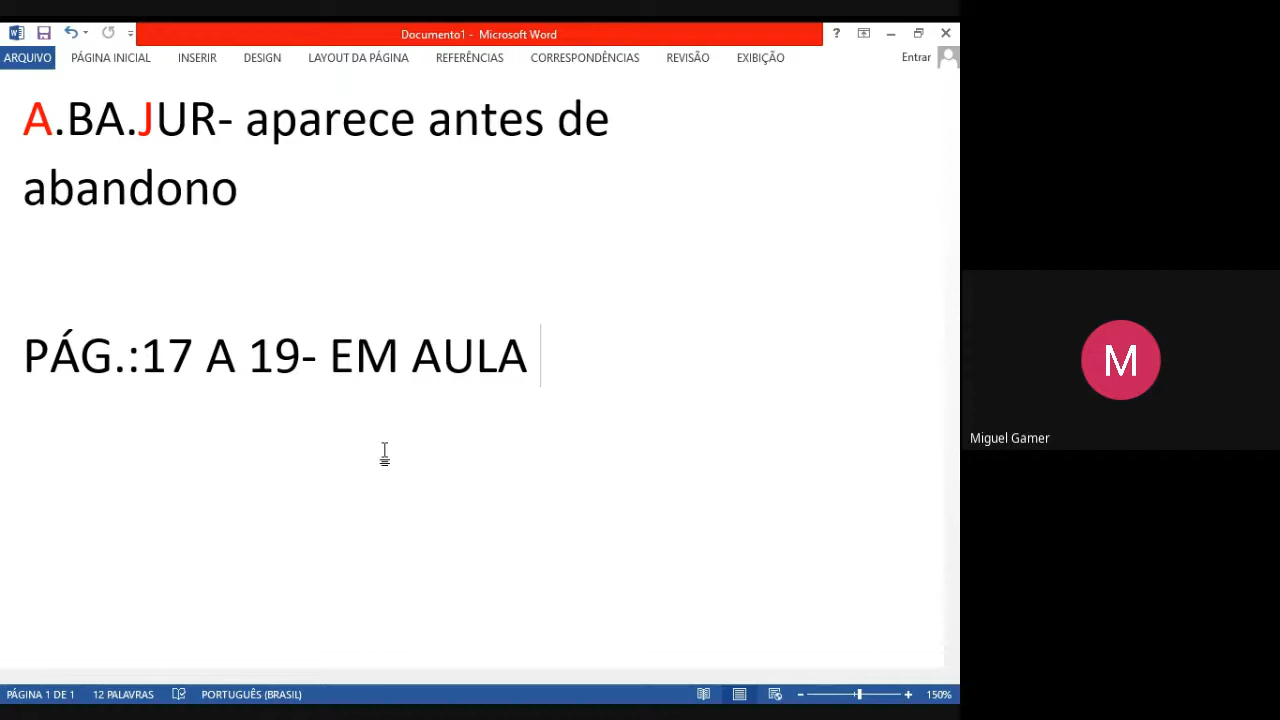 Documento1 - Microsoft Word
?
ARQUIVO PÁGINA INICIAL INSERIR DESIGN LAYOUT DA PÁGINA REFERÊNCIAS CORRESPONDÊNCIAS REVISÃO EXIBIÇÃO Entrar
A.BA.JUR- aparece antes de
abandono
PÁG.:17 A 19- EM AULA
M
Miguel Gamer
PÁGINA 1 DE 1 12 PALAVRAS PORTUGUÊS (BRASIL) 150%